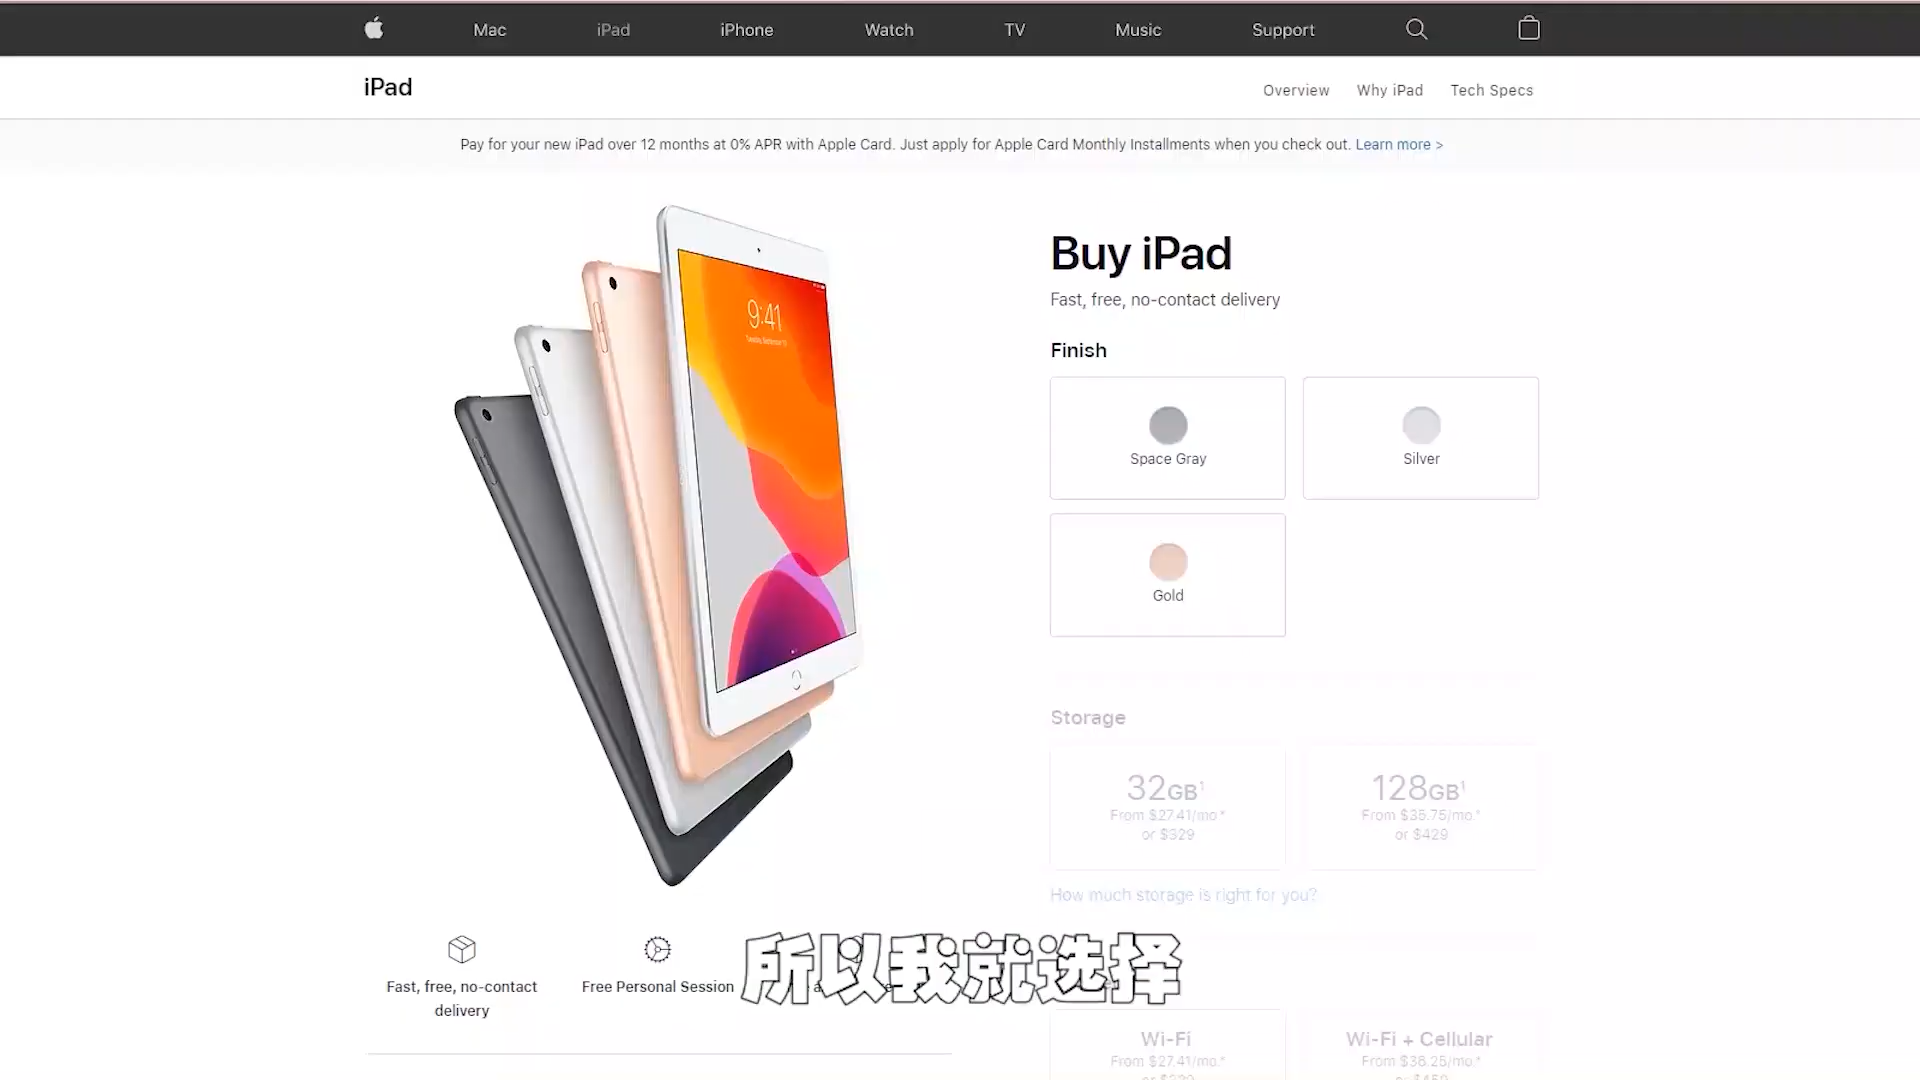 Mac
iPad
iPhone
Watch
TV
Music
Support
iPad
Overview
Why iPad
Tech Specs
Pay for your new iPad over 12 months at 0% APR with Apple Card. Just apply for Apple Card Monthly Installments when you check out. Learn more >
9:41
Buy iPad
Fast, free, no-contact delivery
Finish
Space Gray
Silver
Gold
Storage
32GB¹
From $27.41/mo.*
or $329
128GB¹
From $35.75/mo.*
or $429
How much storage is right for you?
Fast, free, no-contact
delivery
Free Personal Session
所以我就选择
Wi-Fi
From $27.41/mo.*
Wi-Fi + Cellular
From $38.25/mo.*